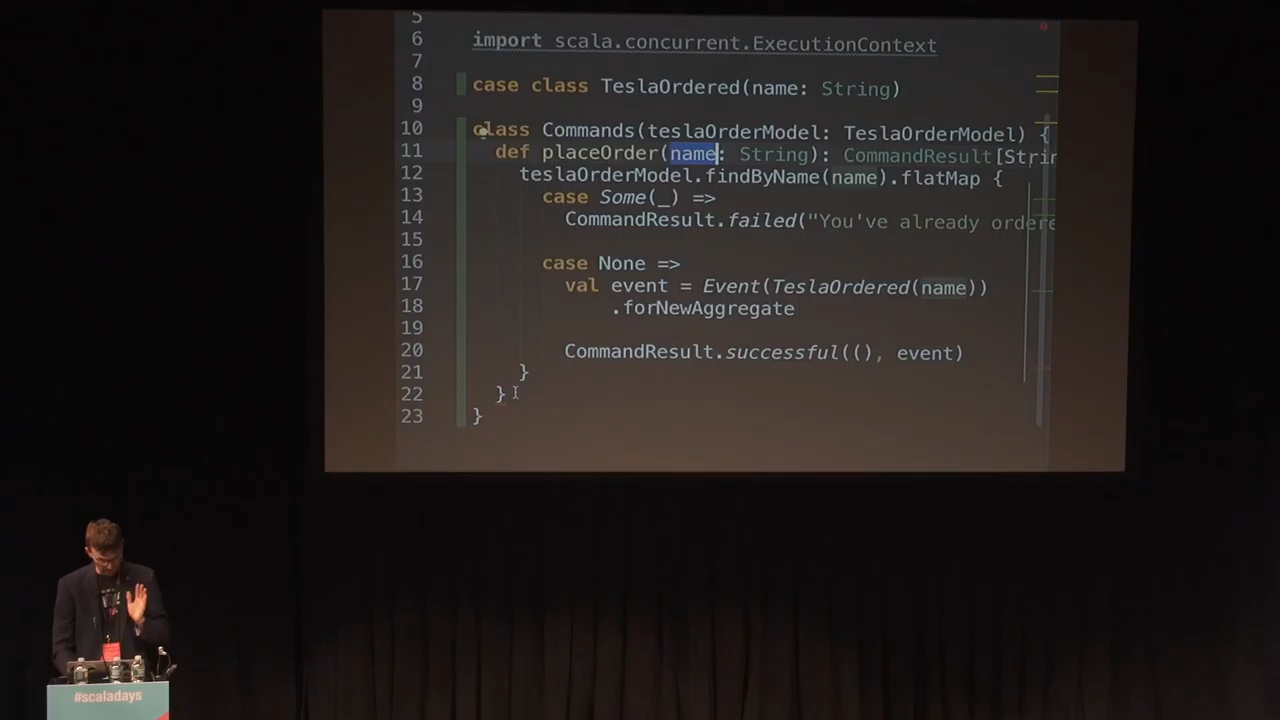 5
6 import scala.concurrent.ExecutionContext
7
8 case class TeslaOrdered(name: String)
9
10 class Commands(teslaOrderModel: TeslaOrderModel) {
11 def placeOrder(name: String): CommandResult[Strin
12 teslaOrderModel.findByName(name).flatMap {
13 case Some(_) =>
14 CommandResult.failed("You've already ordere
15
16 case None =>
17 val event = Event(TeslaOrdered(name))
18 .forNewAggregate
19
20 CommandResult.successful((), event)
21 }
22 }
23 }
#scaladays